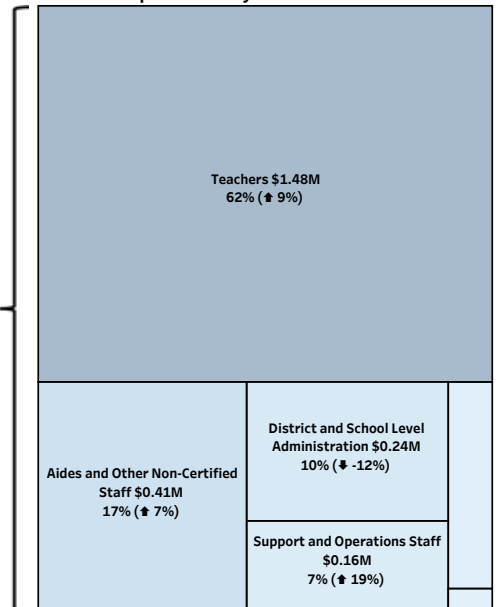 Teachers $1.48M
62% (⬆ 9%)
Aides and Other Non-Certified
Staff $0.41M
17% (⬆ 7%)
District and School Level
Administration $0.24M
10% (⬇ -12%)
Support and Operations Staff
$0.16M
7% (⬆ 19%)